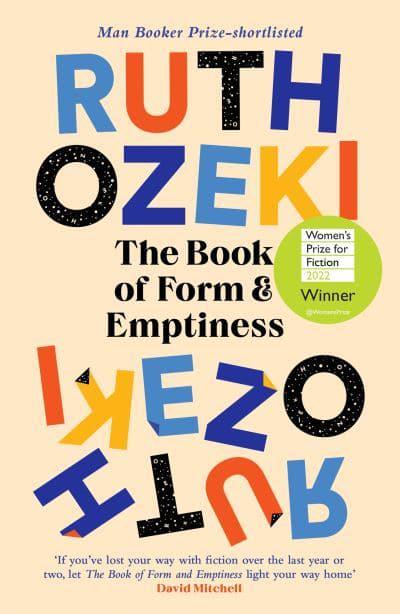 Man Booker Prize-shortlisted
RUTH
OZEKI
The Book
of Form &
Emptiness
Women's
Prize for
Fiction
2022
Winner
@WomensPrize
OZEKI
RUTH
'If you've lost your way with fiction over the last year or
two, let The Book of Form and Emptiness light your way home'
David Mitchell